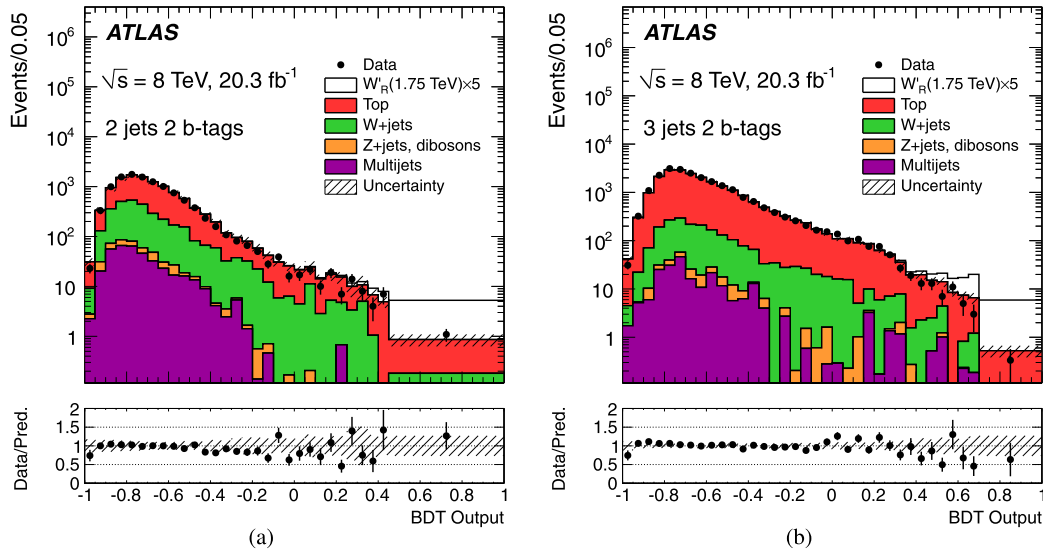 Events/0.05
10⁶
10⁵
10⁴
10³
10²
10
1
ATLAS
√s = 8 TeV, 20.3 fb⁻¹
2 jets 2 b-tags
Data
W'_R(1.75 TeV)×5
Top
W+jets
Z+jets, dibosons
Multijets
Uncertainty
Data/Pred.
2
1.5
1
0.5
0
-1 -0.8 -0.6 -0.4 -0.2 0 0.2 0.4 0.6 0.8 1
BDT Output
(a)
Events/0.05
10⁶
10⁵
10⁴
10³
10²
10
1
ATLAS
√s = 8 TeV, 20.3 fb⁻¹
3 jets 2 b-tags
Data
W'_R(1.75 TeV)×5
Top
W+jets
Z+jets, dibosons
Multijets
Uncertainty
Data/Pred.
2
1.5
1
0.5
0
-1 -0.8 -0.6 -0.4 -0.2 0 0.2 0.4 0.6 0.8 1
BDT Output
(b)